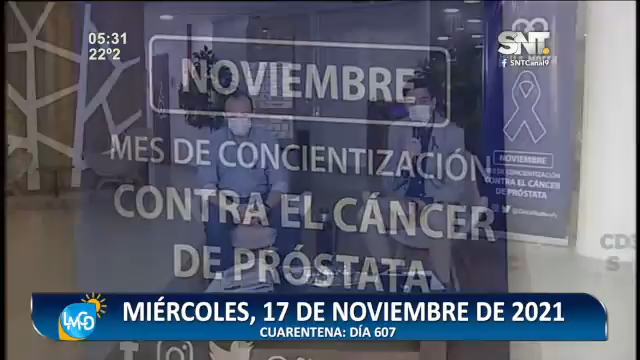 05:31
22°2
SNT
SNTCanal9
NOVIEMBRE
MES DE CONCIENTIZACIÓN
CONTRA EL CÁNCER
DE PRÓSTATA
NOVIEMBRE
MES DE CONCIENTIZACIÓN
CONTRA EL CÁNCER
DE PRÓSTATA
LMCD
MIÉRCOLES, 17 DE NOVIEMBRE DE 2021
CUARENTENA: DÍA 607